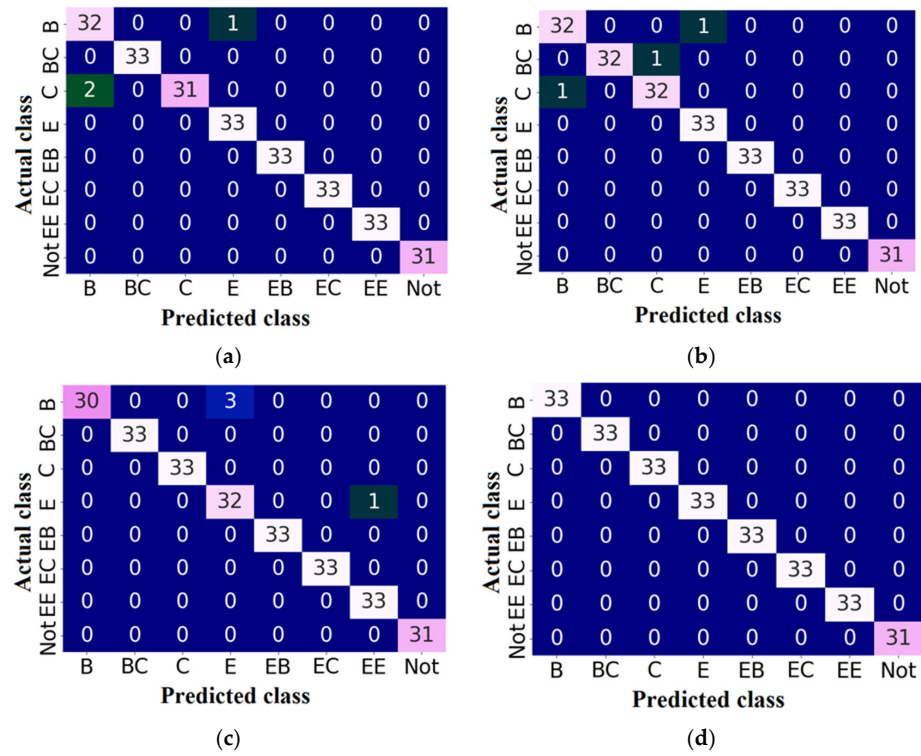 B 32 0 0 1 0 0 0 0
BC 0 33 0 0 0 0 0 0
C 2 0 31 0 0 0 0 0
E 0 0 0 33 0 0 0 0
EB 0 0 0 0 33 0 0 0
EC 0 0 0 0 0 33 0 0
EE 0 0 0 0 0 0 33 0
Not 0 0 0 0 0 0 0 31
Actual class
B BC C E EB EC EE Not
Predicted class
(a)
B 32 0 0 1 0 0 0 0
BC 0 32 1 0 0 0 0 0
C 1 0 32 0 0 0 0 0
E 0 0 0 33 0 0 0 0
EB 0 0 0 0 33 0 0 0
EC 0 0 0 0 0 33 0 0
EE 0 0 0 0 0 0 33 0
Not 0 0 0 0 0 0 0 31
Actual class
B BC C E EB EC EE Not
Predicted class
(b)
B 30 0 0 3 0 0 0 0
BC 0 33 0 0 0 0 0 0
C 0 0 33 0 0 0 0 0
E 0 0 0 32 0 0 1 0
EB 0 0 0 0 33 0 0 0
EC 0 0 0 0 0 33 0 0
EE 0 0 0 0 0 0 33 0
Not 0 0 0 0 0 0 0 31
Actual class
B BC C E EB EC EE Not
Predicted class
(c)
B 33 0 0 0 0 0 0 0
BC 0 33 0 0 0 0 0 0
C 0 0 33 0 0 0 0 0
E 0 0 0 33 0 0 0 0
EB 0 0 0 0 33 0 0 0
EC 0 0 0 0 0 33 0 0
EE 0 0 0 0 0 0 33 0
Not 0 0 0 0 0 0 0 31
Actual class
B BC C E EB EC EE Not
Predicted class
(d)